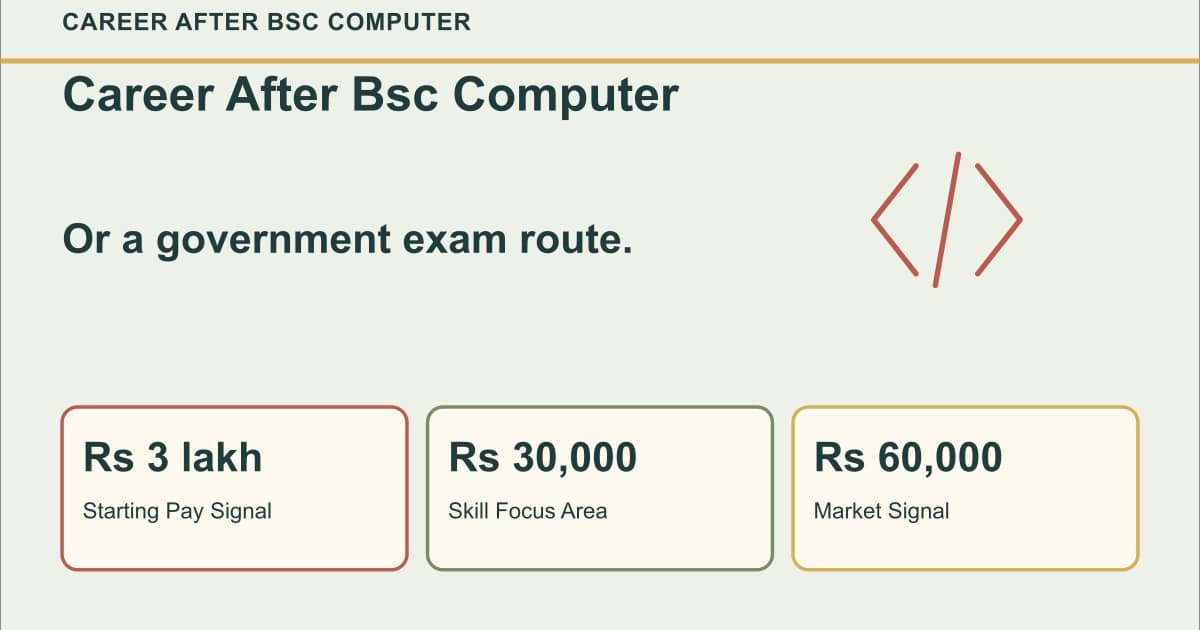 CAREER AFTER BSC COMPUTER
Career After Bsc Computer
Or a government exam route.
Rs 3 lakh
Starting Pay Signal
Rs 30,000
Skill Focus Area
Rs 60,000
Market Signal